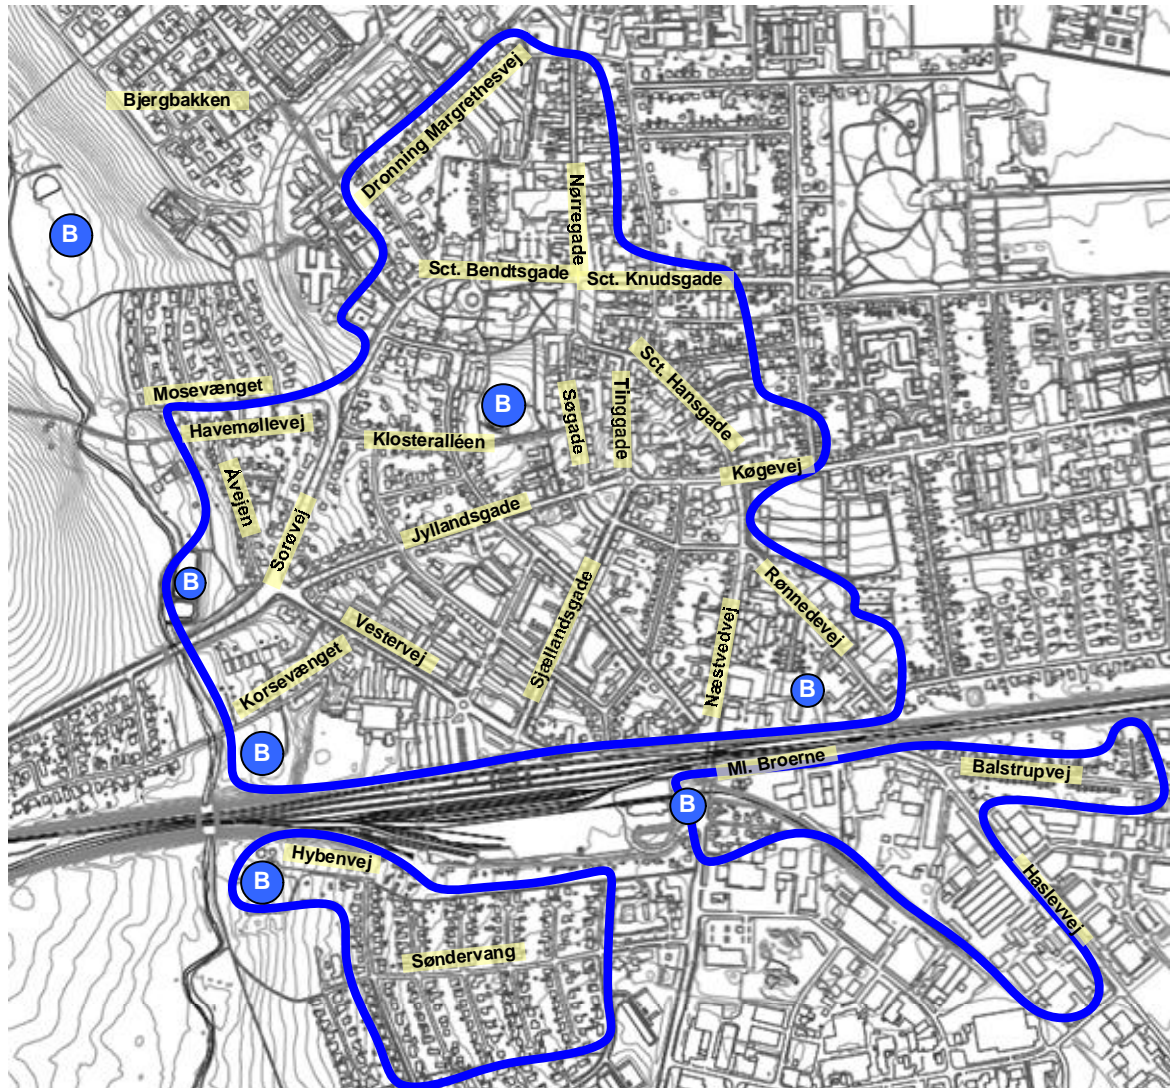 Dronning Margrethesvej
Bjergbakken
Nørregade
B
Sct. Bendtsgade
Sct. Knudsgade
Sct. Hansgade
Mosevænget
B
Tinggade
Søgade
Havemøllevej
Klosteralléen
Køgevej
Åvejen
Jyllandsgade
Sorøvej
B
Rønnedevej
Vestervej
Sjællandsgade
Næstvedvej
Korsevænget
B
B
Ml. Broerne
Balstrupvej
B
Hybenvej
B
Haslevvej
Søndervang